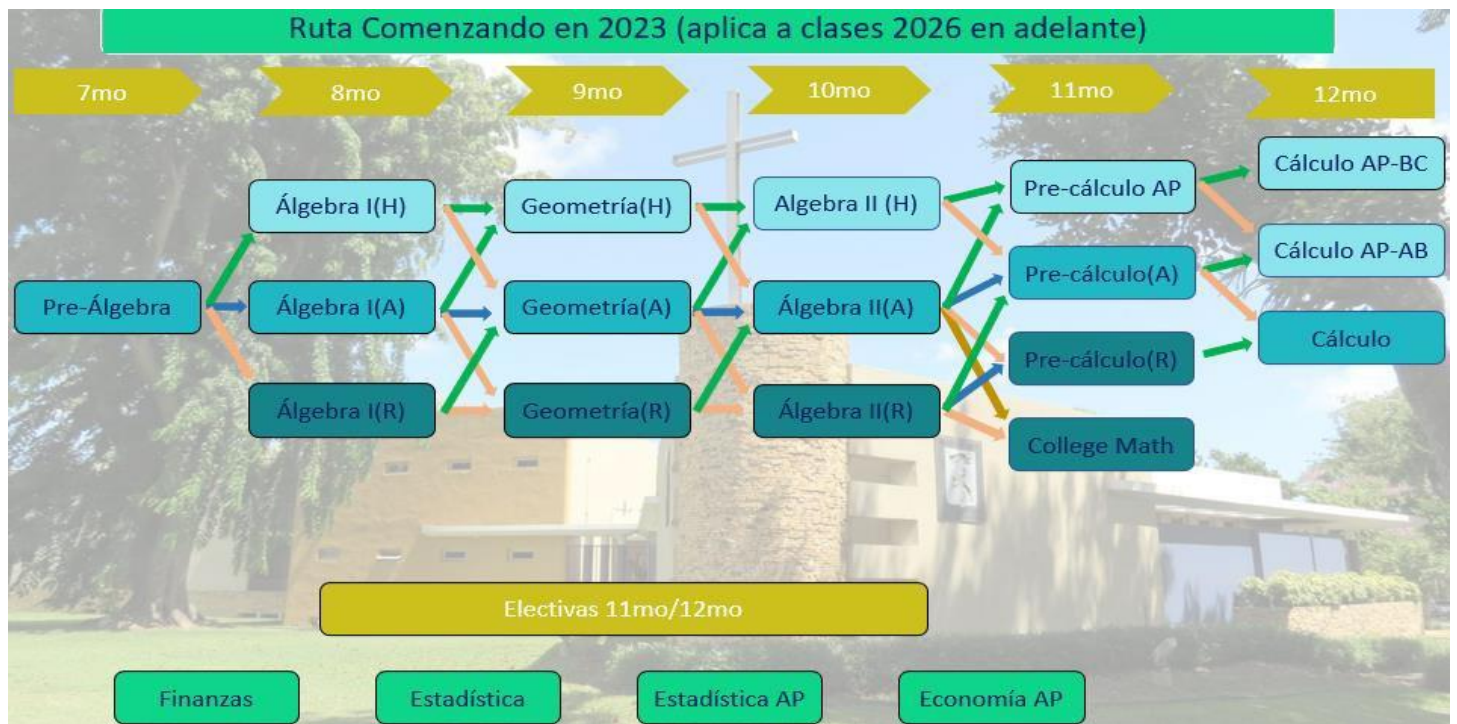 Ruta Comenzando en 2023 (aplica a clases 2026 en adelante)
7mo
8mo
9mo
10mo
11mo
12mo
Pre-Álgebra
Álgebra I(H)
Álgebra I(A)
Álgebra I(R)
Geometría(H)
Geometría(A)
Geometría(R)
Algebra II (H)
Álgebra II(A)
Álgebra II(R)
Pre-cálculo AP
Pre-cálculo(A)
Pre-cálculo(R)
College Math
Cálculo AP-BC
Cálculo AP-AB
Cálculo
Electivas 11mo/12mo
Finanzas
Estadística
Estadística AP
Economía AP